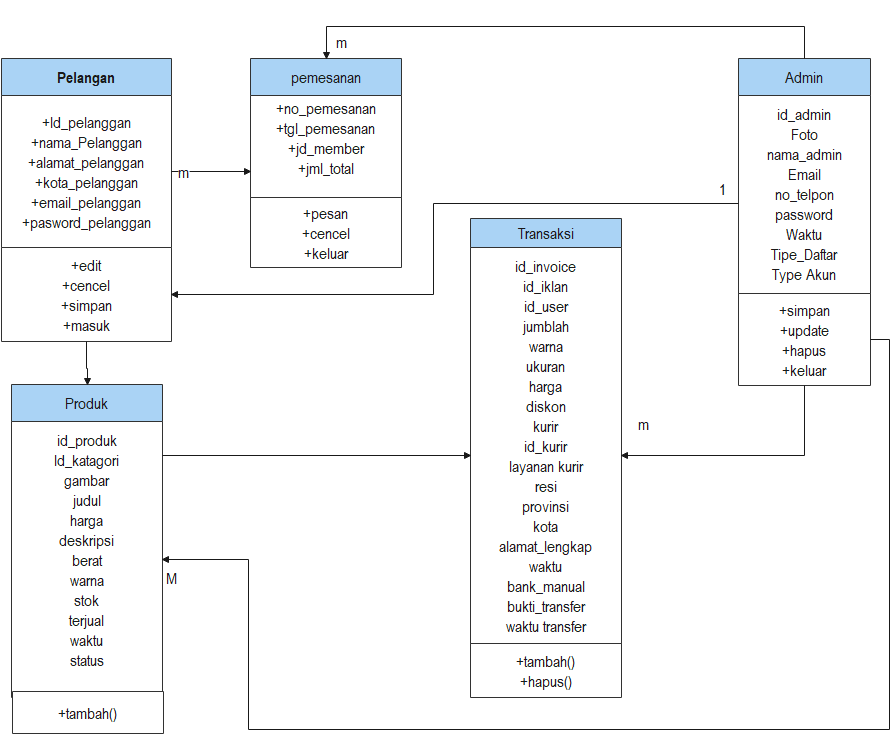 m
Pelangan
+Id_pelanggan
+nama_Pelanggan
+alamat_pelanggan
+kota_pelanggan
+email_pelanggan
+pasword_pelanggan
+edit
+cencel
+simpan
+masuk
m
pemesanan
+no_pemesanan
+tgl_pemesanan
+jd_member
+jml_total
+pesan
+cencel
+keluar
Admin
id_admin
Foto
nama_admin
Email
no_telpon
password
Waktu
Tipe_Daftar
Type Akun
+simpan
+update
+hapus
+keluar
1
Transaksi
id_invoice
id_iklan
id_user
jumblah
warna
ukuran
harga
diskon
kurir
id_kurir
layanan kurir
resi
provinsi
kota
alamat_lengkap
waktu
bank_manual
bukti_transfer
waktu transfer
+tambah()
+hapus()
m
Produk
id_produk
Id_katagori
gambar
judul
harga
deskripsi
berat
warna
stok
terjual
waktu
status
+tambah()
M